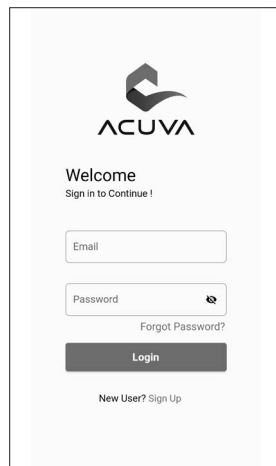 ACUVA
Welcome
Sign in to Continue !
Email
Password
Forgot Password?
Login
New User? Sign Up